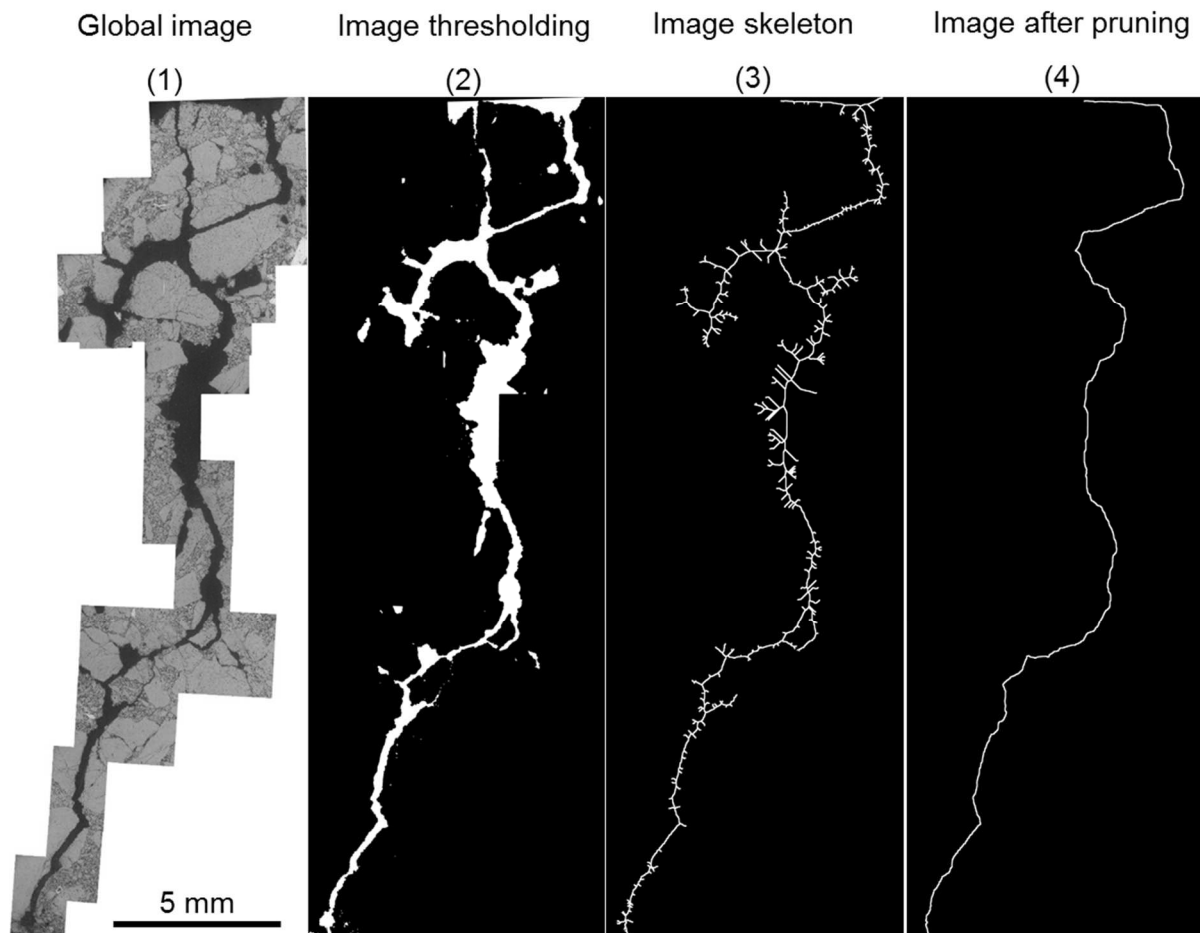 Global image Image thresholding Image skeleton Image after pruning
(1) (2) (3) (4)
5 mm